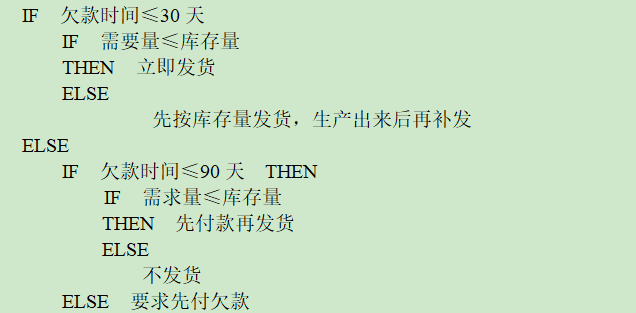 IF 欠款时间≤30 天
IF 需要量≤库存量
THEN 立即发货
ELSE
先按库存量发货，生产出来后再补发
ELSE
IF 欠款时间≤90 天 THEN
IF 需求量≤库存量
THEN 先付款再发货
ELSE
不发货
ELSE 要求先付欠款